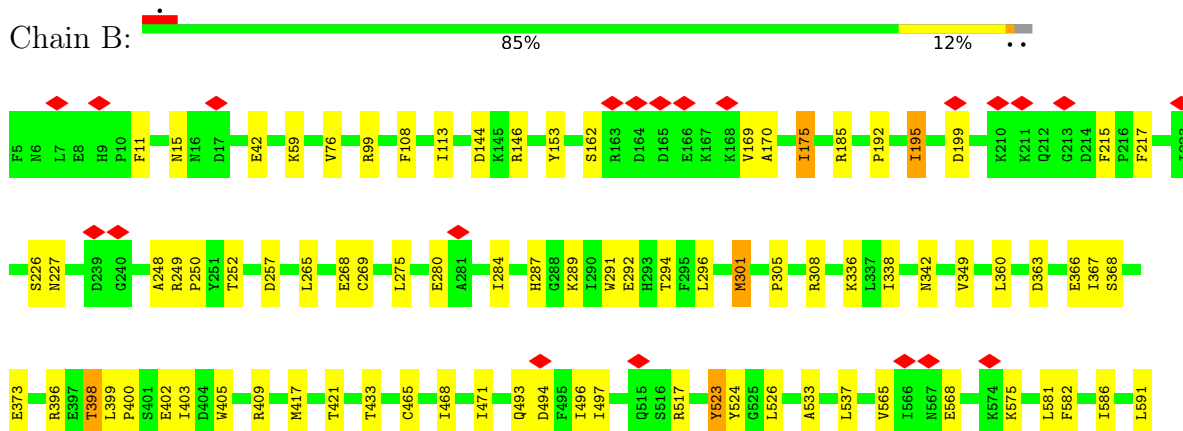 Chain B:
85%
12%
F5 N6 L7 E8 H9 P10 F11 N15 N16 D17 E42 K59 V76 R99 F108 I113 D144 K145 R146 Y153 S162 R163 D164 D165 E166 K167 K168 V169 A170 I175 R185 P192 I195 D199 K210 K211 Q212 G213 D214 F215 P216 F217
S226 N227 D239 G240 A248 R249 P250 Y251 T252 D257 L265 E268 C269 L275 E280 A281 I284 H287 G288 K289 I290 W291 E292 H293 T294 F295 L296 M301 P305 R308 K336 L337 I338 N342 V349 L360 D363 E366 I367 S368
E373 R396 E397 T398 L399 P400 S401 E402 I403 D404 W405 R409 M417 T421 T433 C465 I468 I471 Q493 D494 F495 I496 I497 Q515 S516 R517 Y523 Y524 G525 L526 A533 L537 V565 I566 N567 E568 K574 K575 L581 F582 I586 L591